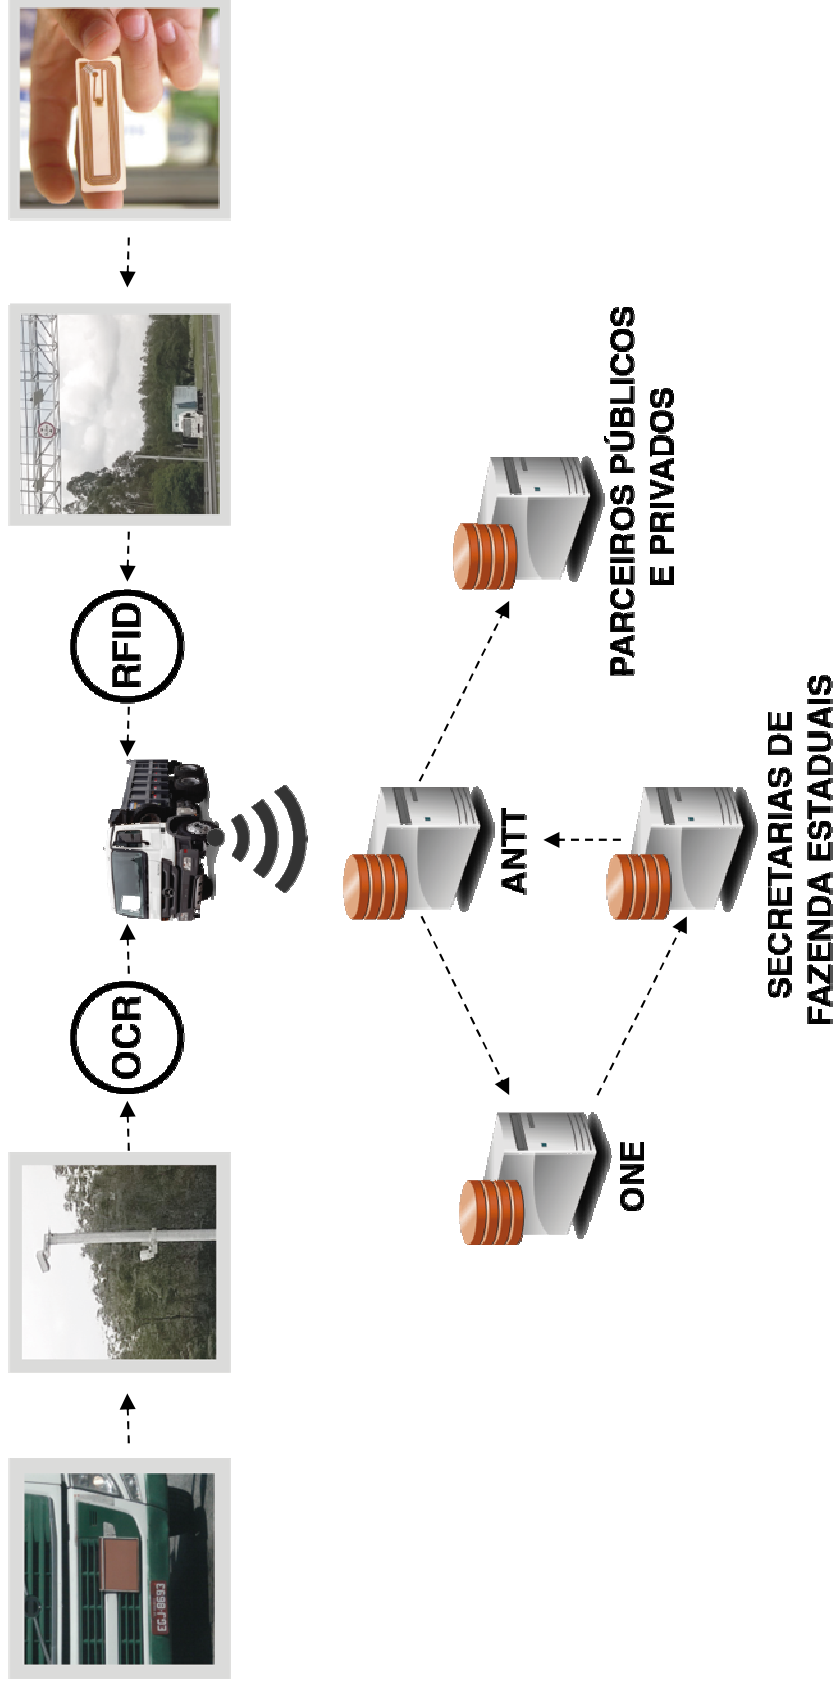 OCR
RFID
ANTT
ONE
PARCEIROS PÚBLICOS
E PRIVADOS
SECRETARIAS DE
FAZENDA ESTADUAIS